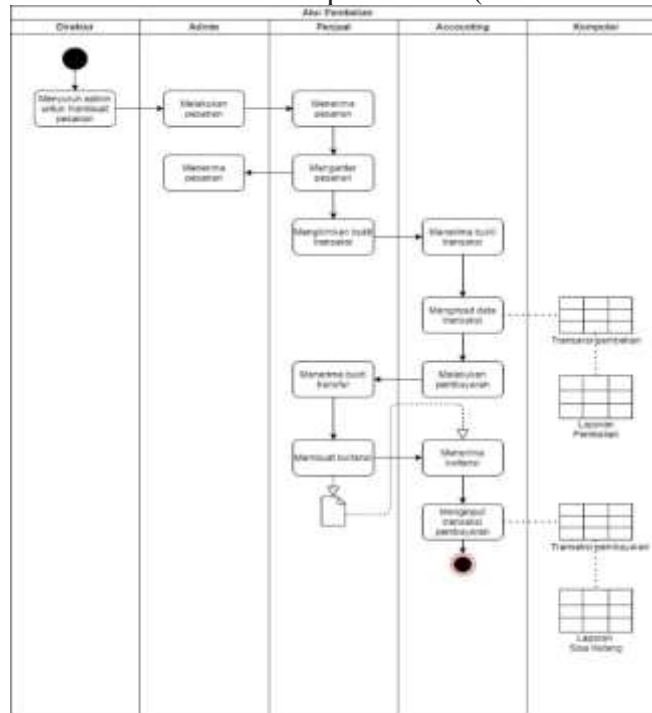 Alur Pembelian
Direktur
Admin
Penjual
Accounting
Komputer
Menyuruh admin
untuk membuat
pesanan
Melakukan
pesanan
Menerima
pesanan
Menerima
pesanan
Mengantar
pesanan
Mengirimkan bukti
transaksi
Menerima bukti
transaksi
Menginput data
transaksi
Transaksi pembelian
Menerima bukti
transfer
Melakukan
pembayaran
Laporan
Pembelian
Membuat kwitansi
Menerima
kwitansi
Menginput
transaksi
pembayaran
Transaksi pembayaran
Laporan
Sisa Hutang